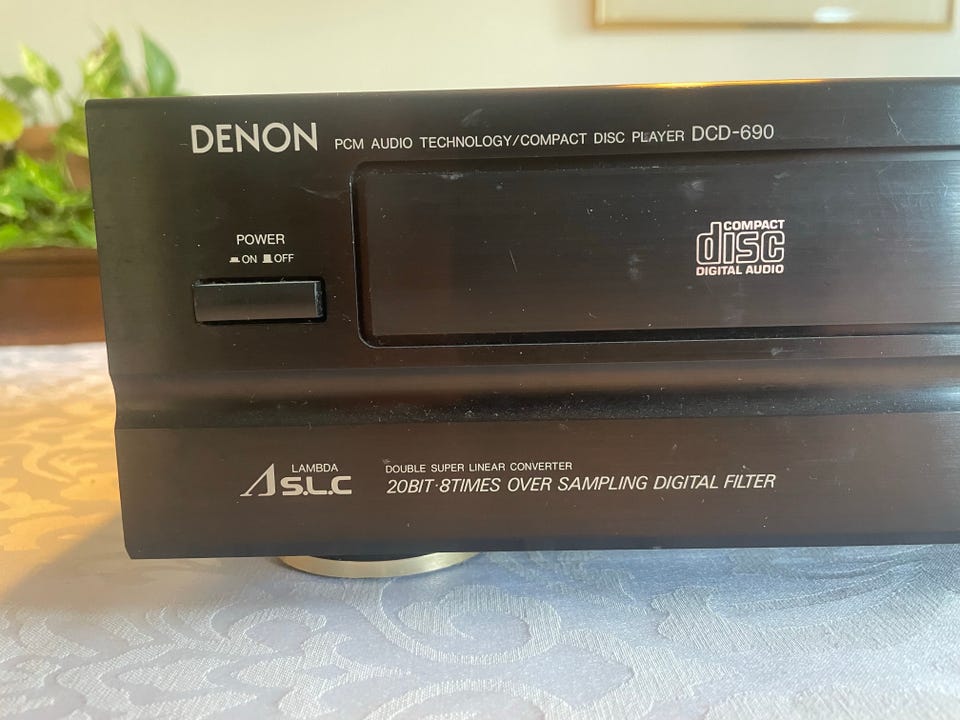 DENON PCM AUDIO TECHNOLOGY/COMPACT DISC PLAYER DCD-690
COMPACT
disc
DIGITAL AUDIO
POWER
ON OFF
LAMBDA
S.L.C
DOUBLE SUPER LINEAR CONVERTER
20BIT·8TIMES OVER SAMPLING DIGITAL FILTER